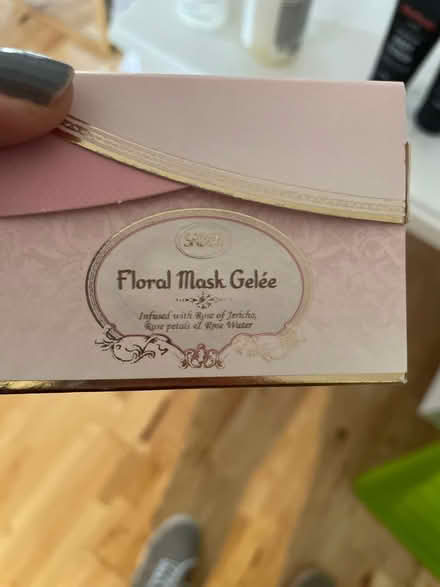 SABON
Floral Mask Gelée
Infused with Rose of Jericho,
Rose petals & Rose Water